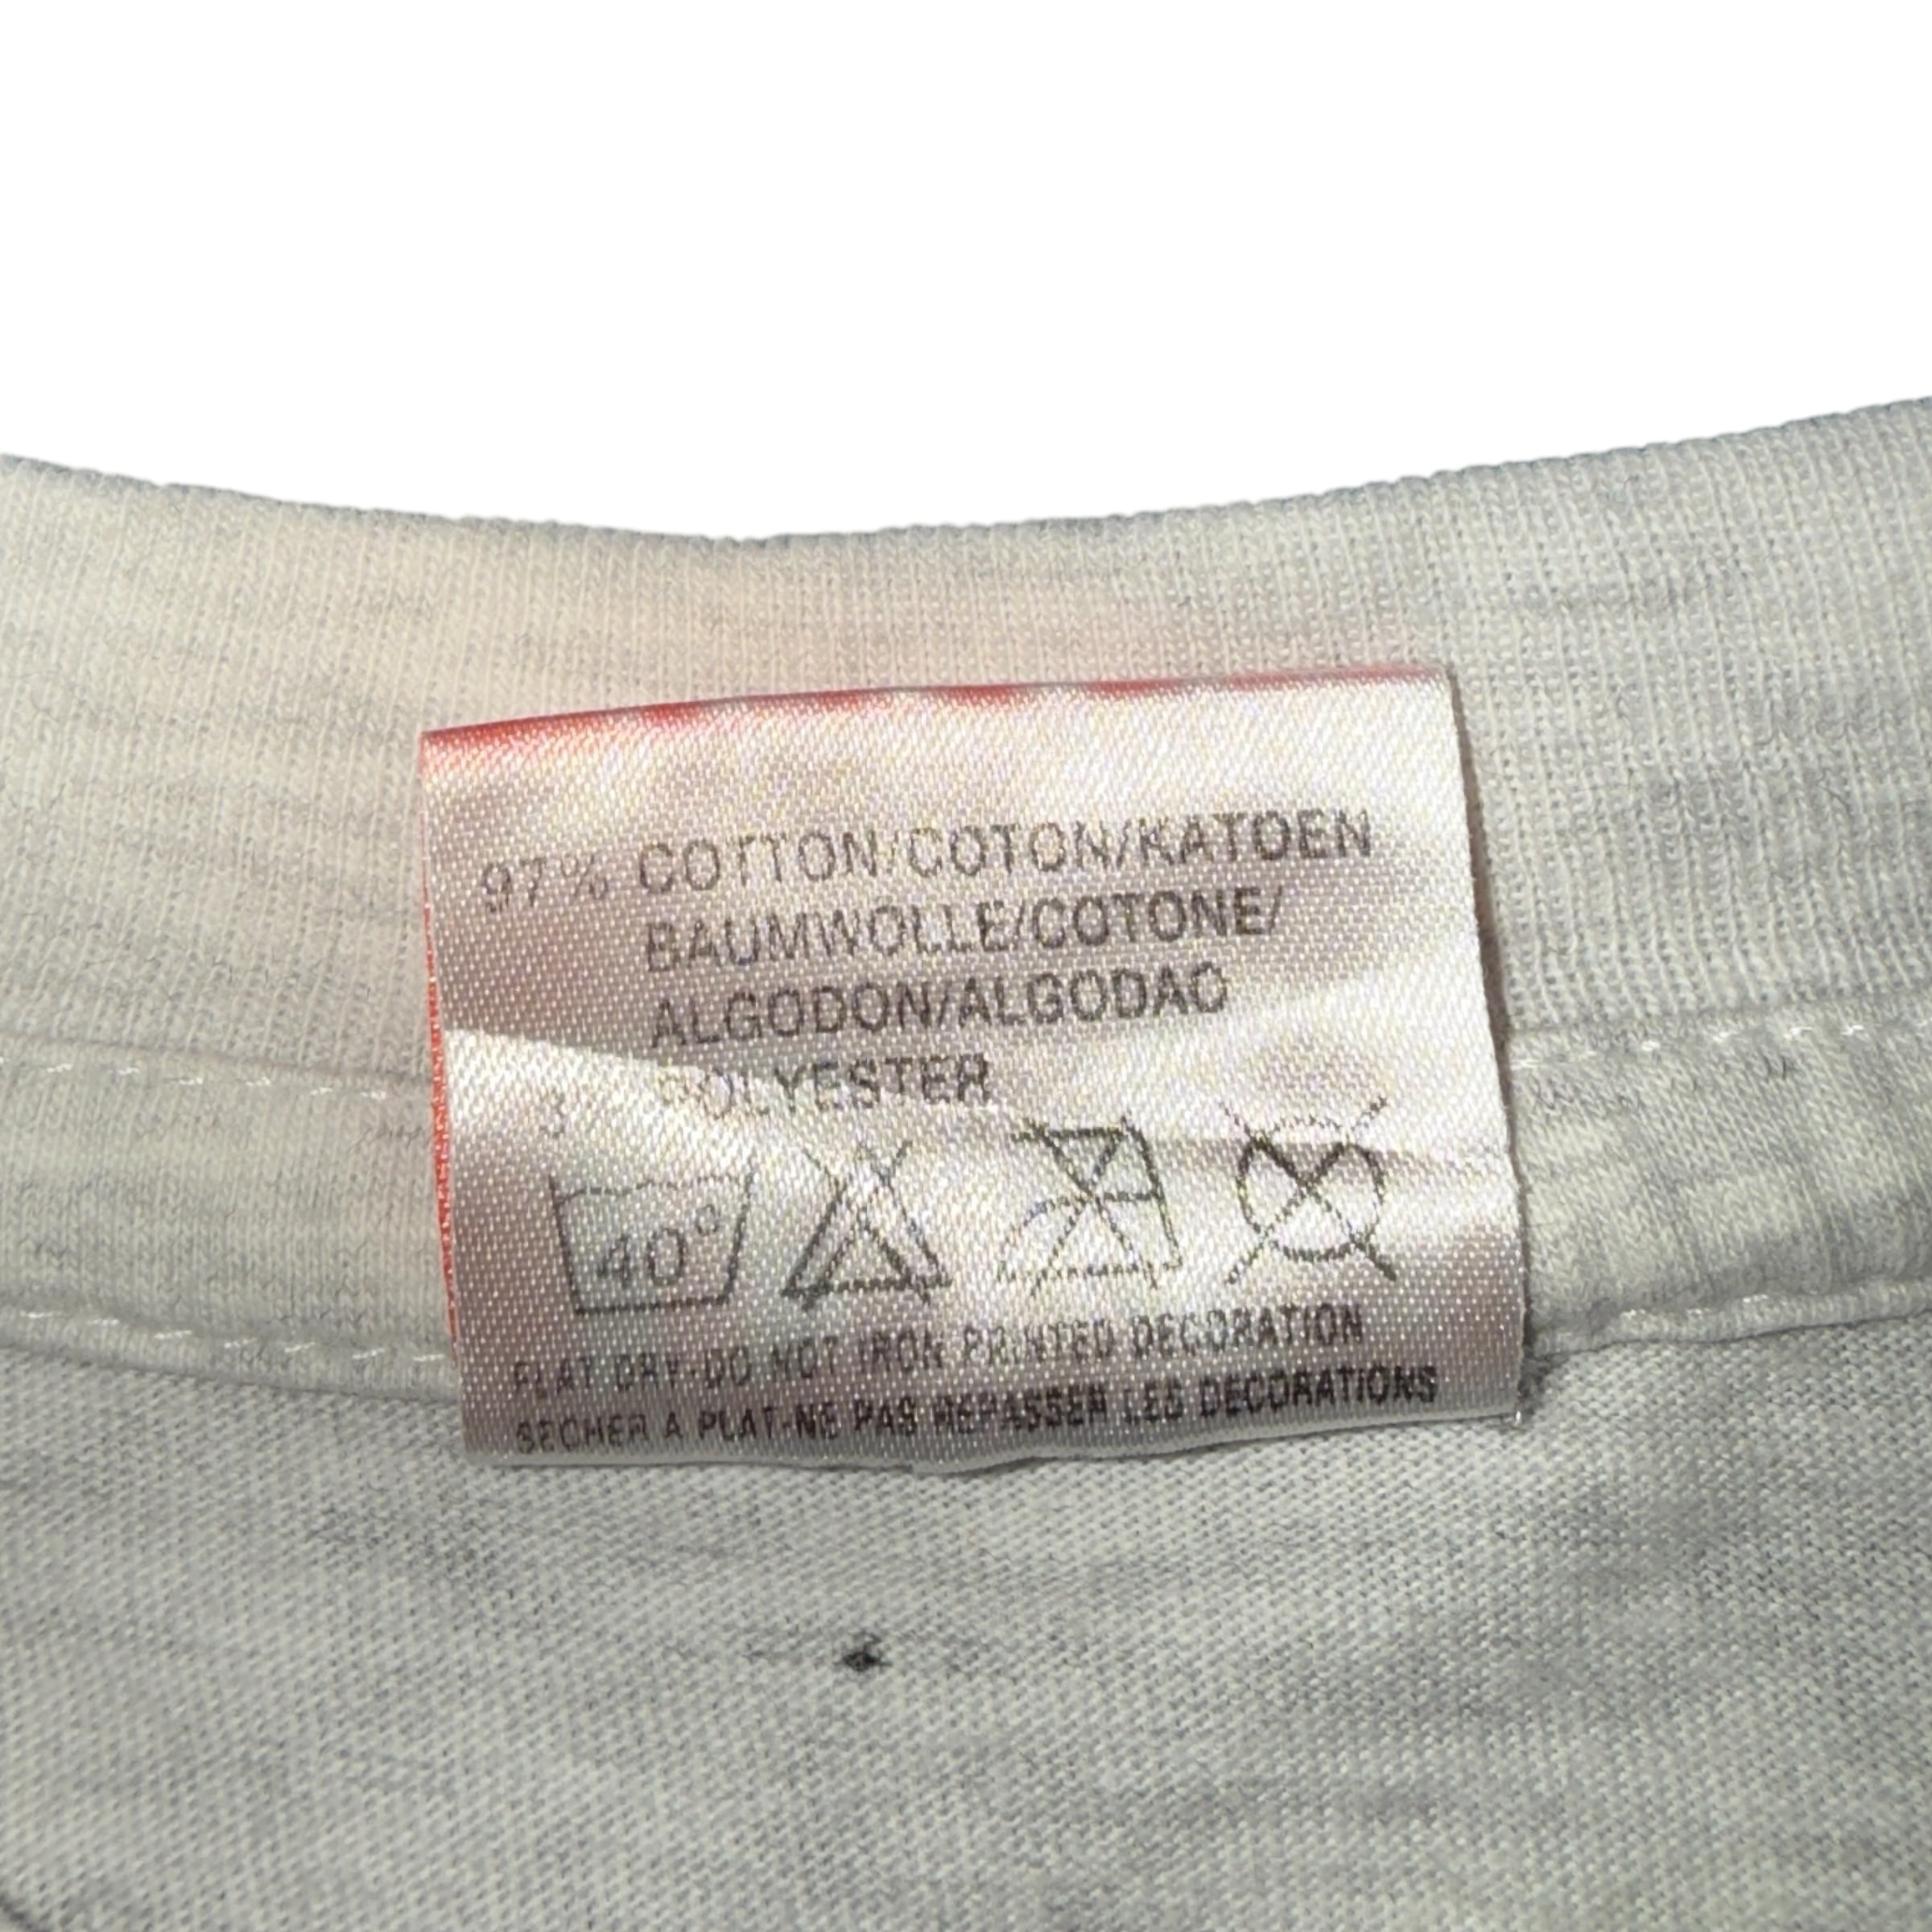 97% COTTON/COTON/KATOEN
BAUMWOLLE/COTONE/
ALGODON/ALGODAO
3 POLYESTER
40°
FLAT DRY-DO NOT IRON PRINTED DECORATION
SECHER A PLAT-NE PAS REPASSER LES DECORATIONS